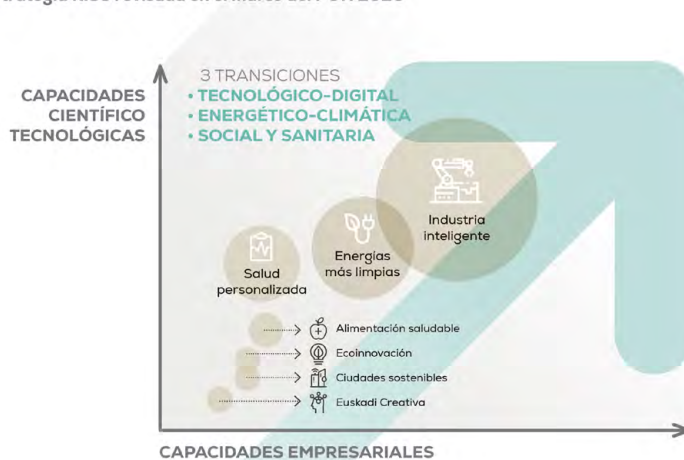 CAPACIDADES
CIENTÍFICO
TECNOLÓGICAS
3 TRANSICIONES
• TECNOLÓGICO-DIGITAL
• ENERGÉTICO-CLIMÁTICA
• SOCIAL Y SANITARIA
Industria
inteligente
Energías
más limpias
Salud
personalizada
Alimentación saludable
Ecoinnovación
Ciudades sostenibles
Euskadi Creativa
CAPACIDADES EMPRESARIALES